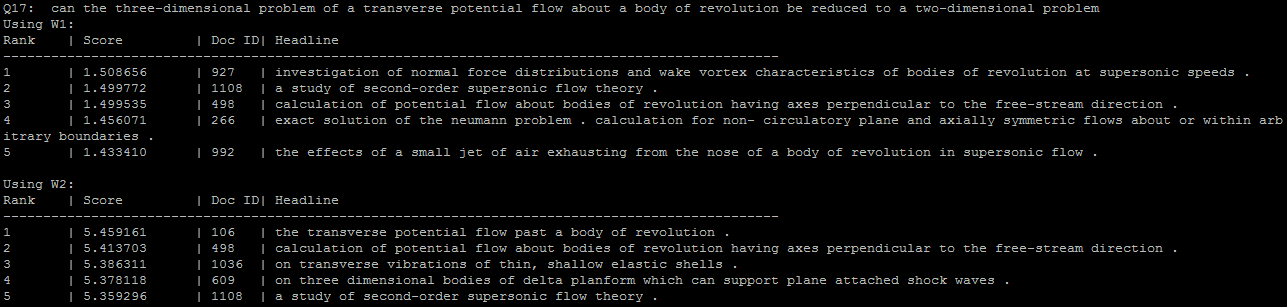 Q17:  can the three-dimensional problem of a transverse potential flow about a body of revolution be reduced to a two-dimensional problem
Using W1:
Rank    | Score         | Doc ID| Headline
---------------------------------------------------------------------------------------------------
1       | 1.508656      | 927   | investigation of normal force distributions and wake vortex characteristics of bodies of revolution at supersonic speeds .
2       | 1.499772      | 1108  | a study of second-order supersonic flow theory .
3       | 1.499535      | 498   | calculation of potential flow about bodies of revolution having axes perpendicular to the free-stream direction .
4       | 1.456071      | 266   | exact solution of the neumann problem . calculation for non- circulatory plane and axially symmetric flows about or within arb
itrary boundaries .
5       | 1.433410      | 992   | the effects of a small jet of air exhausting from the nose of a body of revolution in supersonic flow .
Using W2:
Rank    | Score         | Doc ID| Headline
---------------------------------------------------------------------------------------------------
1       | 5.459161      | 106   | the transverse potential flow past a body of revolution .
2       | 5.413703      | 498   | calculation of potential flow about bodies of revolution having axes perpendicular to the free-stream direction .
3       | 5.386311      | 1036  | on transverse vibrations of thin, shallow elastic shells .
4       | 5.378118      | 609   | on three dimensional bodies of delta planform which can support plane attached shock waves .
5       | 5.359296      | 1108  | a study of second-order supersonic flow theory .